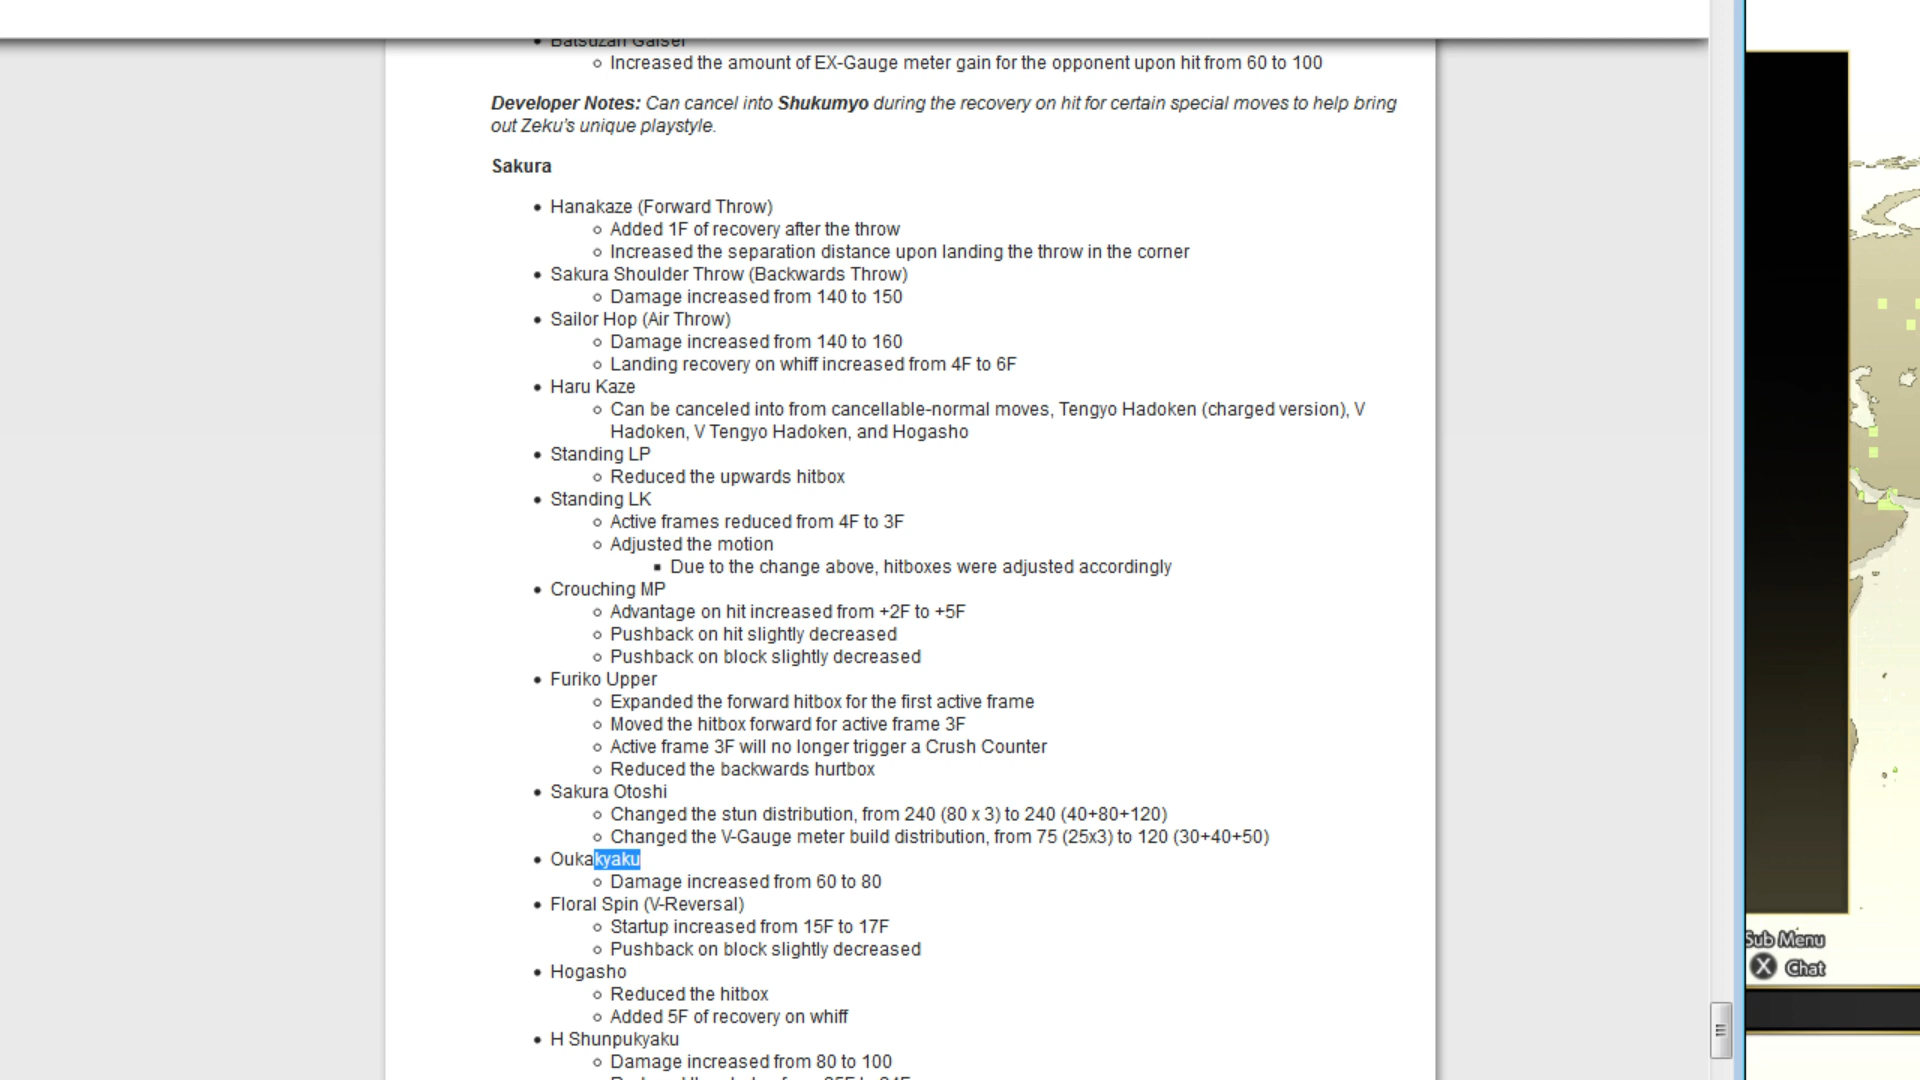 Batsuzan Gaisei
Increased the amount of EX-Gauge meter gain for the opponent upon hit from 60 to 100
Developer Notes: Can cancel into Shukumyo during the recovery on hit for certain special moves to help bring
out Zeku's unique playstyle.
Sakura
Hanakaze (Forward Throw)
Added 1F of recovery after the throw
Increased the separation distance upon landing the throw in the corner
Sakura Shoulder Throw (Backwards Throw)
Damage increased from 140 to 150
Sailor Hop (Air Throw)
Damage increased from 140 to 160
Landing recovery on whiff increased from 4F to 6F
Haru Kaze
Can be canceled into from cancellable-normal moves, Tengyo Hadoken (charged version), V
Hadoken, V Tengyo Hadoken, and Hogasho
Standing LP
Reduced the upwards hitbox
Standing LK
Active frames reduced from 4F to 3F
Adjusted the motion
Due to the change above, hitboxes were adjusted accordingly
Crouching MP
Advantage on hit increased from +2F to +5F
Pushback on hit slightly decreased
Pushback on block slightly decreased
Furiko Upper
Expanded the forward hitbox for the first active frame
Moved the hitbox forward for active frame 3F
Active frame 3F will no longer trigger a Crush Counter
Reduced the backwards hurtbox
Sakura Otoshi
Changed the stun distribution, from 240 (80 x 3) to 240 (40+80+120)
Changed the V-Gauge meter build distribution, from 75 (25x3) to 120 (30+40+50)
Oukakyaku
Damage increased from 60 to 80
Floral Spin (V-Reversal)
Startup increased from 15F to 17F
Pushback on block slightly decreased
Hogasho
Reduced the hitbox
Added 5F of recovery on whiff
H Shunpukyaku
Damage increased from 80 to 100
Sub Menu
X Chat